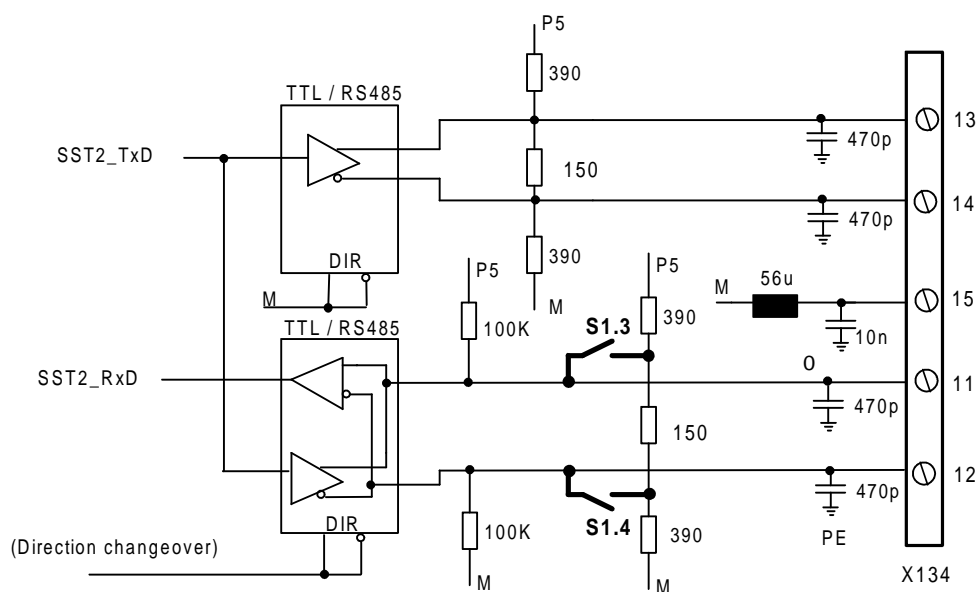 P5
390
TTL / RS485
13
470p
SST2_TxD
150
14
470p
390
DIR
P5
P5
M
56u
15
M
M
TTL / RS485
100K
S1.3
390
10n
SST2_RxD
0
11
470p
150
12
470p
100K
S1.4
390
DIR
PE
(Direction changeover)
M
M
X134